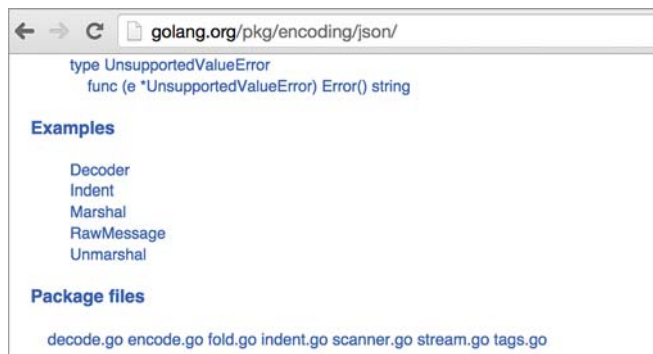 golang.org/pkg/encoding/json/
type UnsupportedValueError
func (e *UnsupportedValueError) Error() string
Examples
Decoder
Indent
Marshal
RawMessage
Unmarshal
Package files
decode.go encode.go fold.go indent.go scanner.go stream.go tags.go